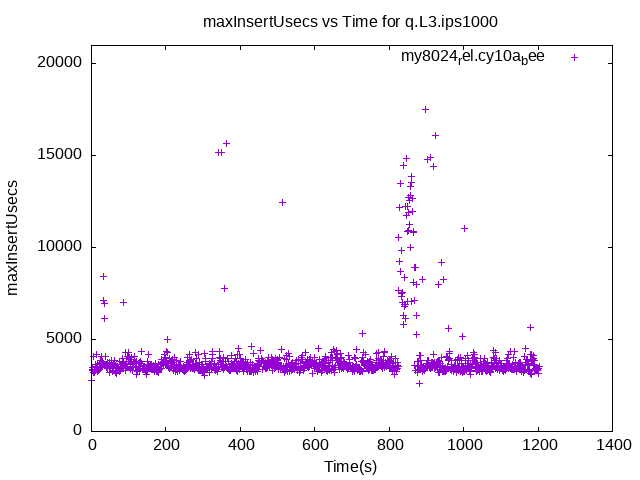 maxInsertUsecs vs Time for q.L3.ips1000
my8024rel.cy10abee
20000
15000
10000
5000
0
maxInsertUsecs
0 200 400 600 800 1000 1200 1400
Time(s)